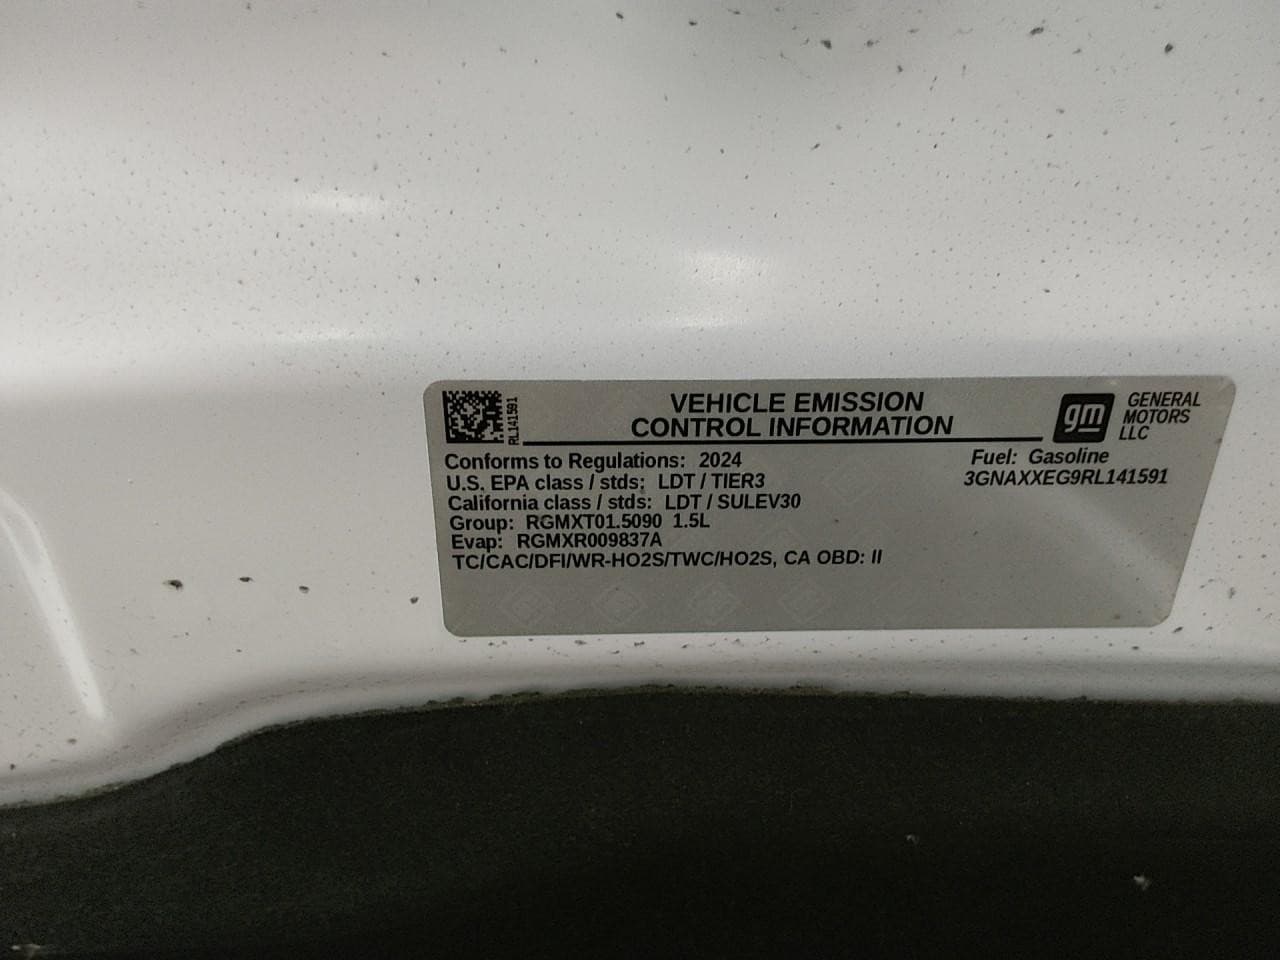 RL141591
VEHICLE EMISSION
CONTROL INFORMATION
gm
GENERAL
MOTORS
LLC
Conforms to Regulations: 2024
U.S. EPA class / stds: LDT / TIER3
California class / stds: LDT / SULEV30
Group: RGMXT01.5090 1.5L
Evap: RGMXR009837A
TC/CAC/DFI/WR-HO2S/TWC/HO2S, CA OBD: II
Fuel: Gasoline
3GNAXXEG9RL141591